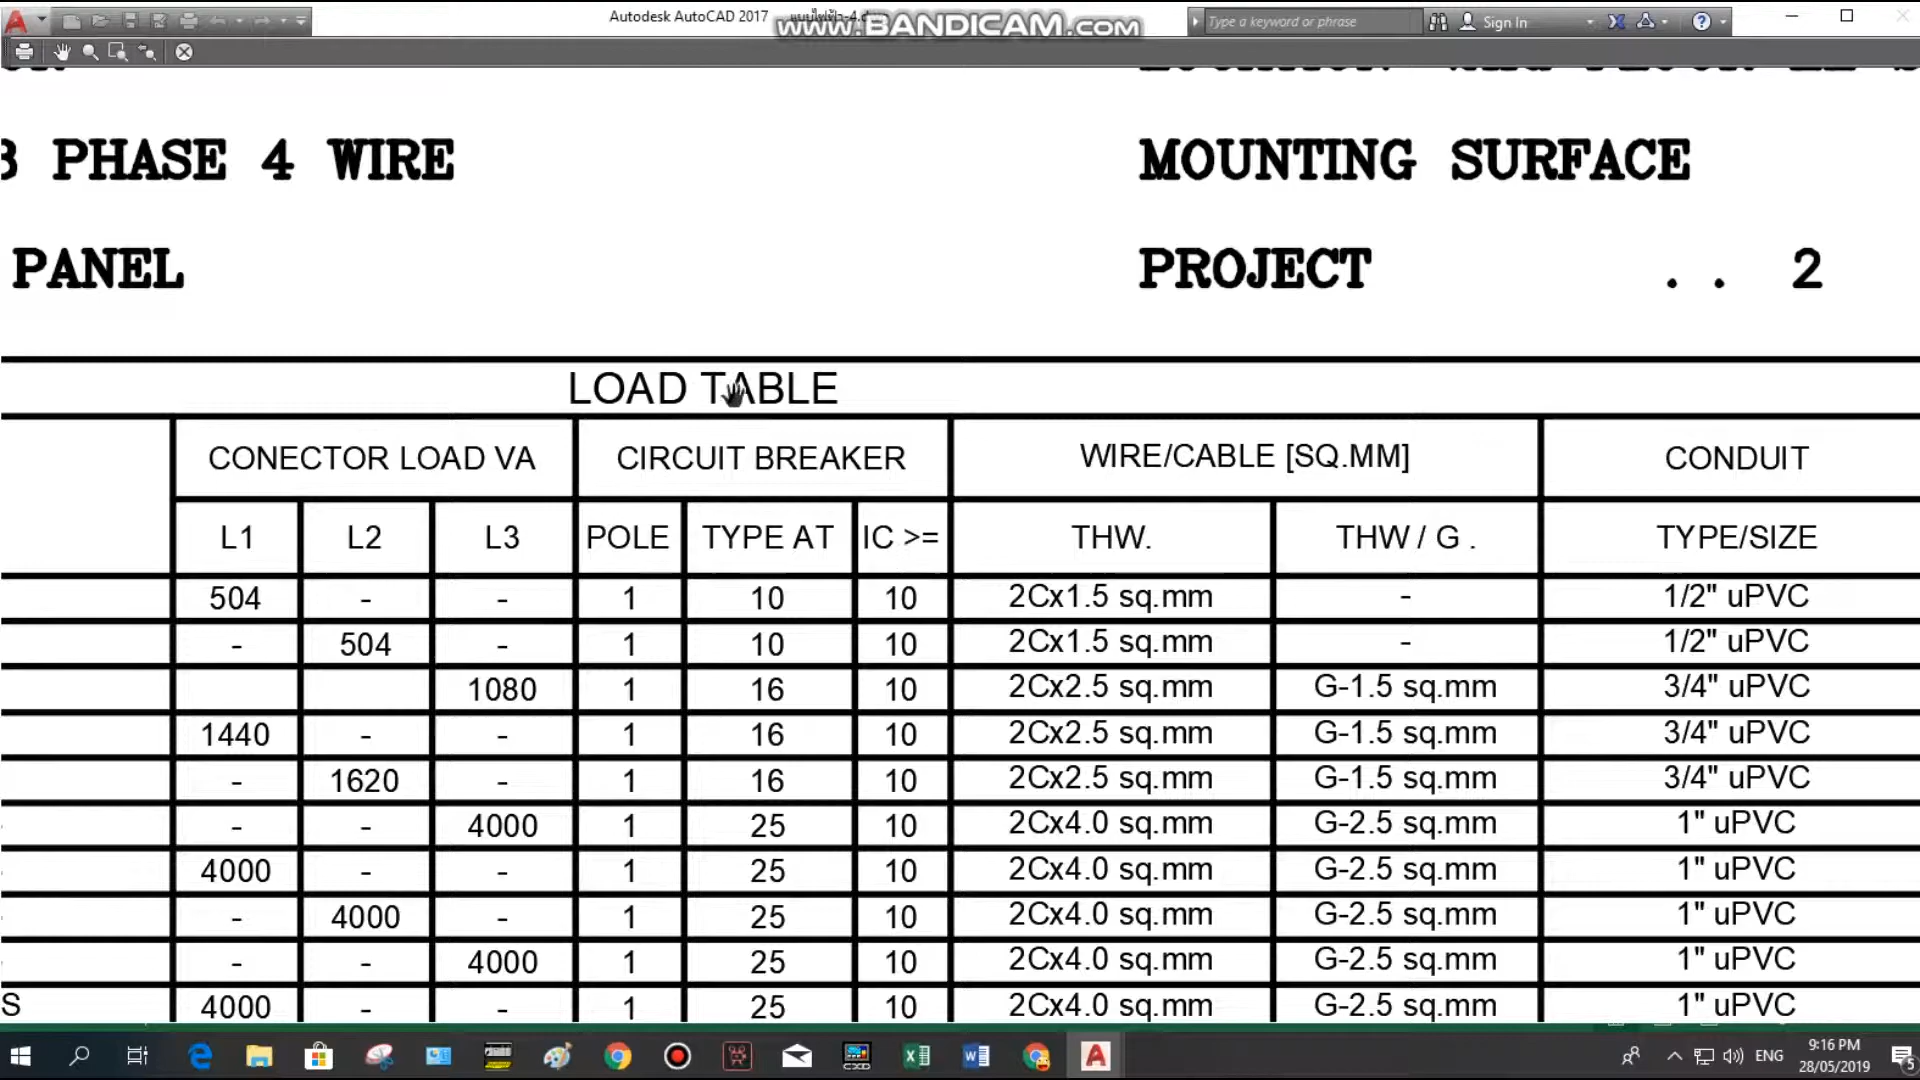 Autodesk AutoCAD 2017
www.BANDICAM.com
Type a keyword or phrase
Sign In
3 PHASE 4 WIRE
MOUNTING SURFACE
PANEL
PROJECT . . 2
LOAD TABLE
CONECTOR LOAD VA CIRCUIT BREAKER WIRE/CABLE [SQ.MM] CONDUIT
L1 L2 L3 POLE TYPE AT IC >= THW. THW / G . TYPE/SIZE
504 - - 1 10 10 2Cx1.5 sq.mm - 1/2" uPVC
- 504 - 1 10 10 2Cx1.5 sq.mm - 1/2" uPVC
1080 1 16 10 2Cx2.5 sq.mm G-1.5 sq.mm 3/4" uPVC
1440 - - 1 16 10 2Cx2.5 sq.mm G-1.5 sq.mm 3/4" uPVC
- 1620 - 1 16 10 2Cx2.5 sq.mm G-1.5 sq.mm 3/4" uPVC
- - 4000 1 25 10 2Cx4.0 sq.mm G-2.5 sq.mm 1" uPVC
4000 - - 1 25 10 2Cx4.0 sq.mm G-2.5 sq.mm 1" uPVC
- 4000 - 1 25 10 2Cx4.0 sq.mm G-2.5 sq.mm 1" uPVC
- - 4000 1 25 10 2Cx4.0 sq.mm G-2.5 sq.mm 1" uPVC
S 4000 - - 1 25 10 2Cx4.0 sq.mm G-2.5 sq.mm 1" uPVC
CXD
ENG
9:16 PM
28/05/2019
5